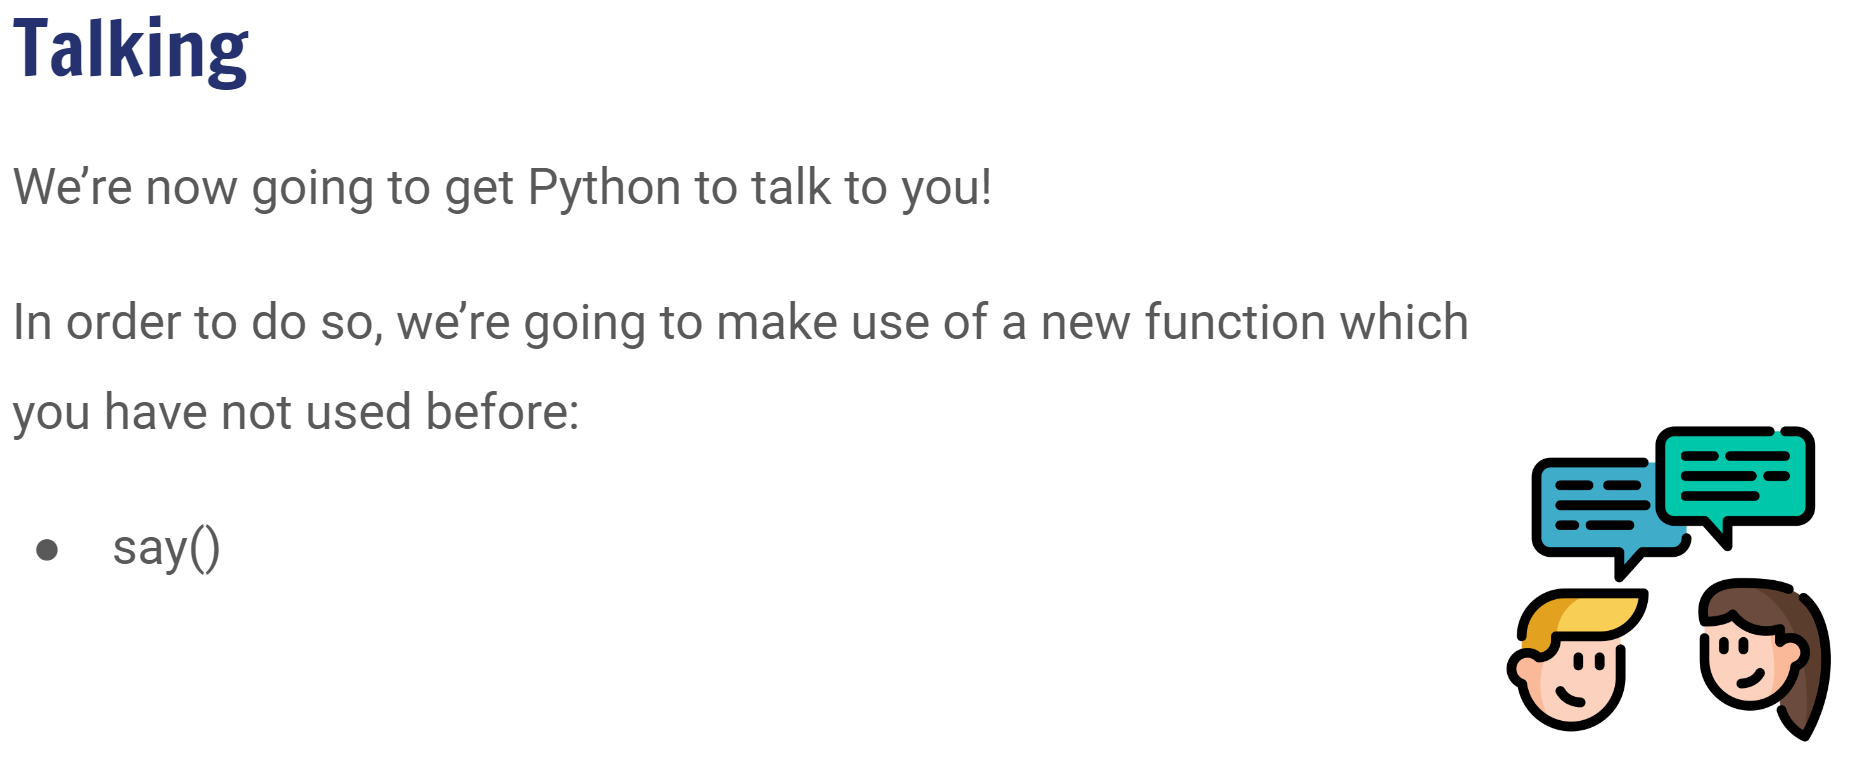 Talking
We’re now going to get Python to talk to you!
In order to do so, we’re going to make use of a new function which
you have not used before:
● say()